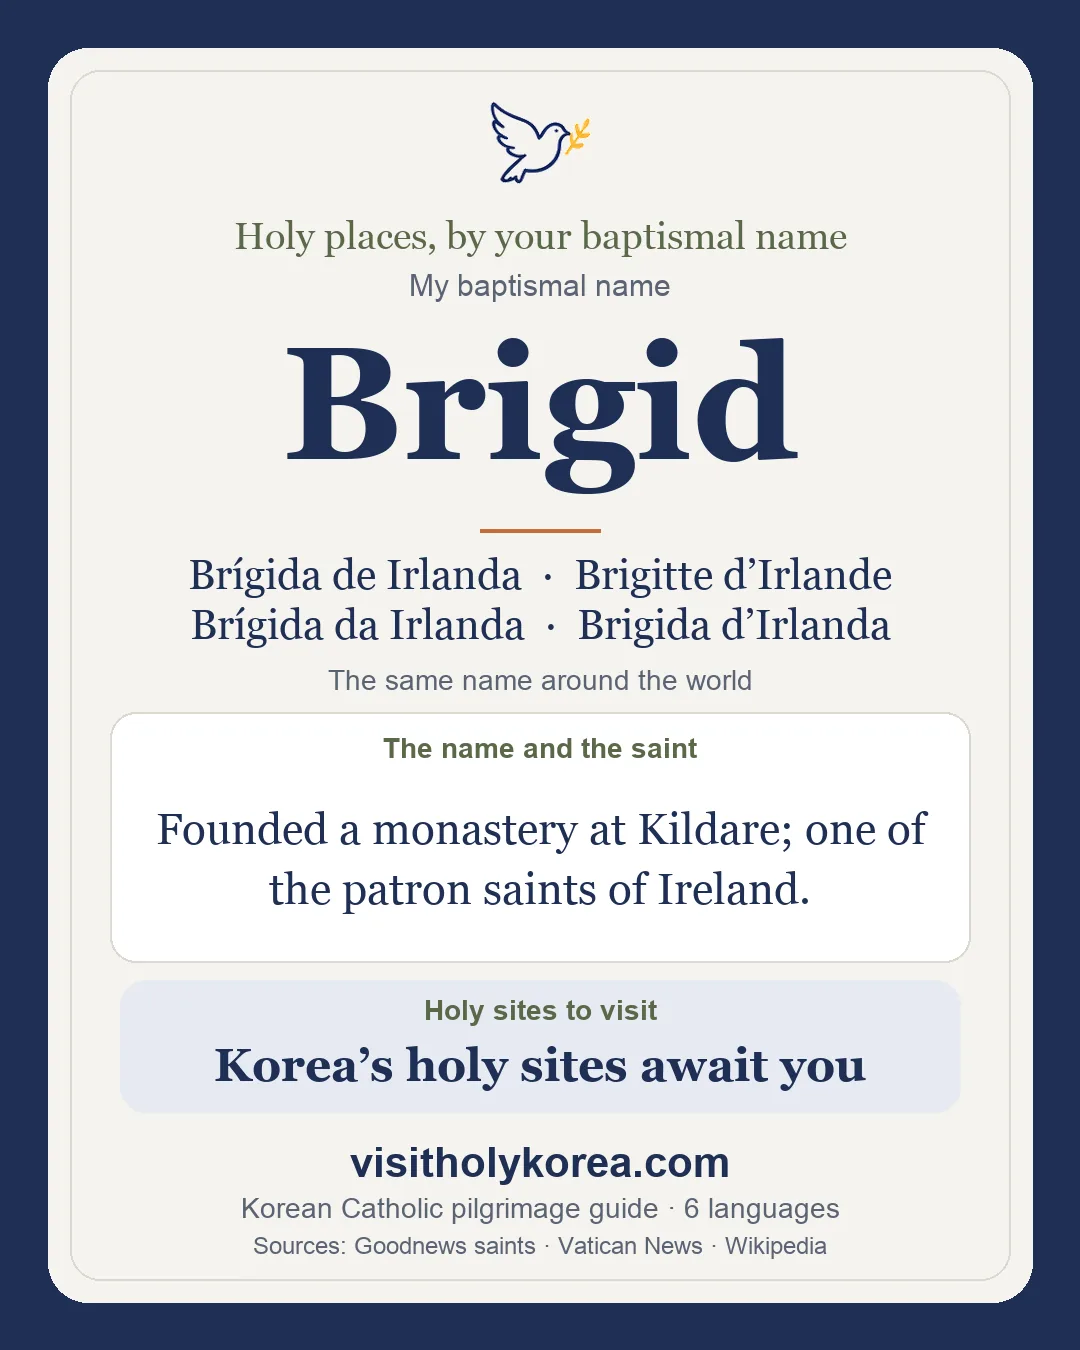 Holy places, by your baptismal name
My baptismal name
Brigid
Brígida de Irlanda · Brigitte d’Irlande
Brígida da Irlanda · Brigida d’Irlanda
The same name around the world
The name and the saint
Founded a monastery at Kildare; one of
the patron saints of Ireland.
Holy sites to visit
Korea’s holy sites await you
visitholykorea.com
Korean Catholic pilgrimage guide · 6 languages
Sources: Goodnews saints · Vatican News · Wikipedia